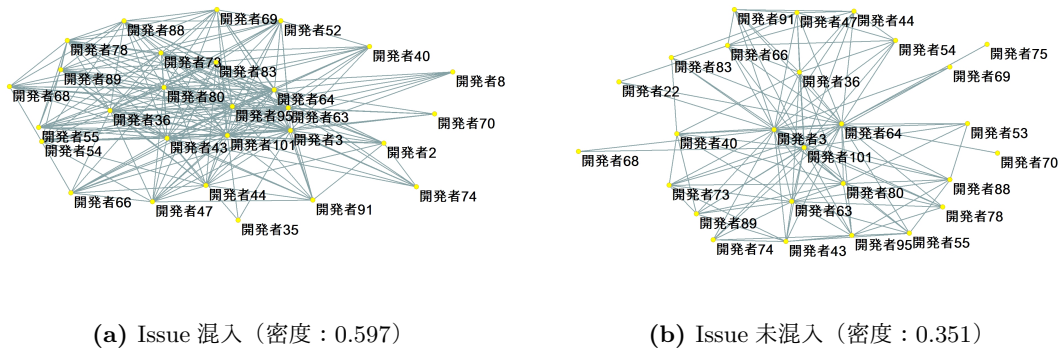 開発者69
開発者88
開発者52
開発者78
開発者73
開発者40
開発者83
開発者89
開発者8
開発者68
開発者80
開発者64
開発者95
開発者63
開発者70
開発者36
開発者55
開発者54
開発者43
開発者101
開発者3
開発者2
開発者66
開発者44
開発者74
開発者47
開発者91
開発者35
(a) Issue 混入（密度：0.597）
開発者91
開発者47
開発者44
開発者66
開発者54
開発者75
開発者83
開発者36
開発者69
開発者22
開発者3
開発者64
開発者53
開発者40
開発者68
開発者101
開発者70
開発者73
開発者80
開発者88
開発者63
開発者78
開発者89
開発者74
開発者43
開発者95
開発者55
(b) Issue 未混入（密度：0.351）